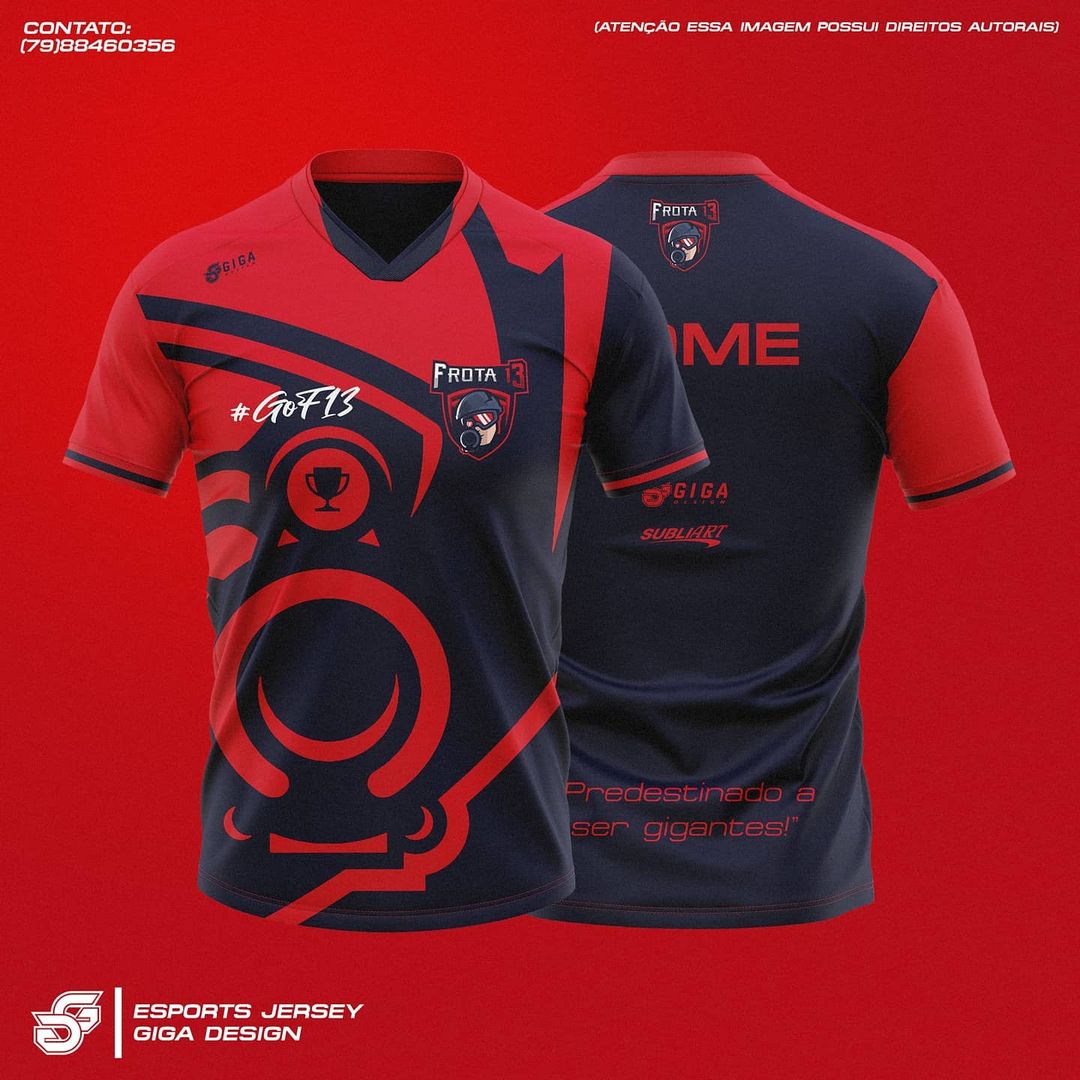 CONTATO:
(79)88460356
(ATENÇÃO ESSA IMAGEM POSSUI DIREITOS AUTORAIS)
GIGA
FROTA 13
#GoF13
FROTA 13
OME
GIGA
DESIGN
SUBLIART
Predestinado a
ser gigantes!"
ESPORTS JERSEY
GIGA DESIGN